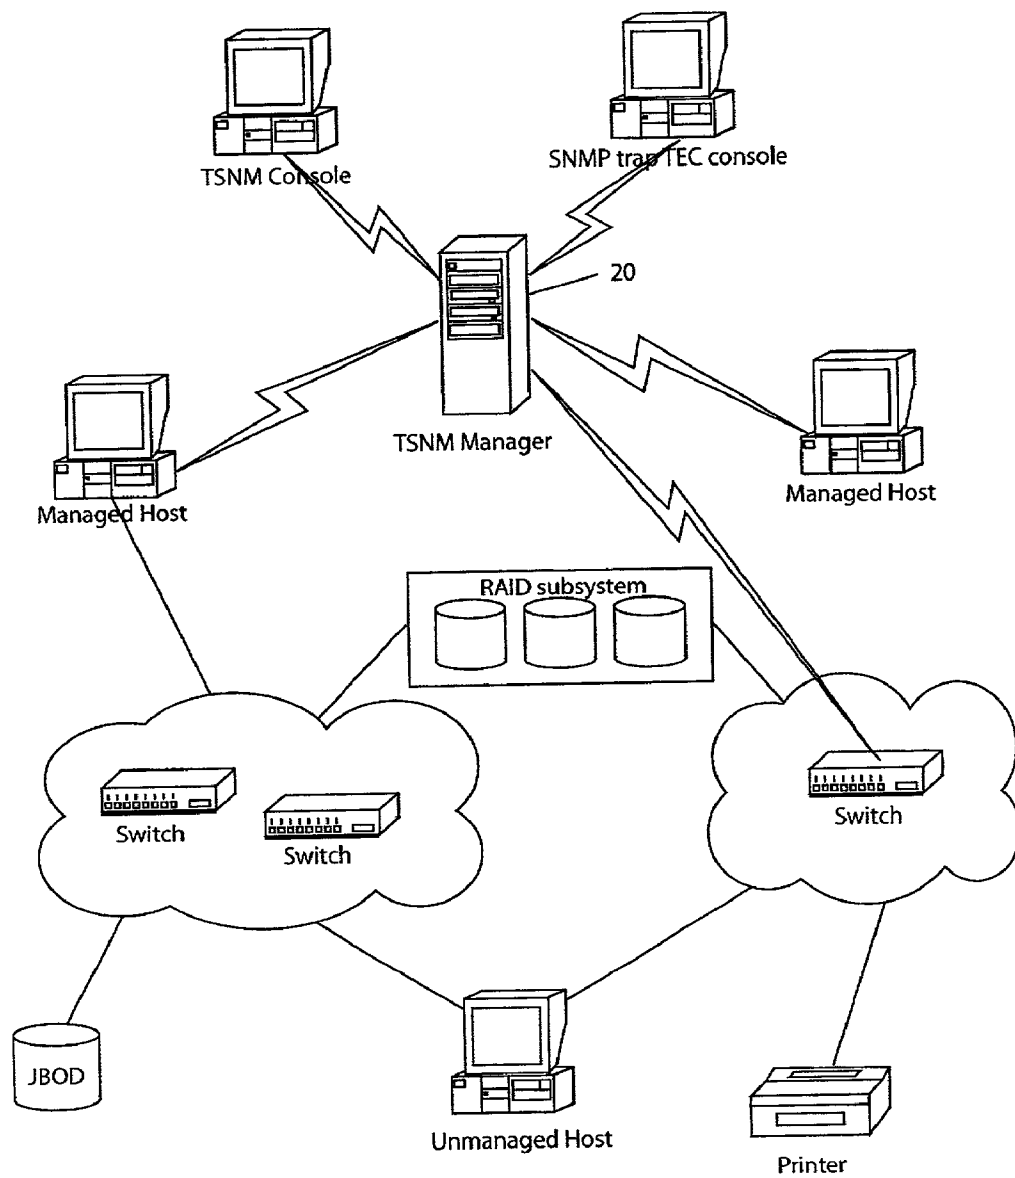 TSNM Console
SNMP trap TEC console
20
TSNM Manager
Managed Host
Managed Host
RAID subsystem
Switch
Switch
Switch
JBOD
Unmanaged Host
Printer